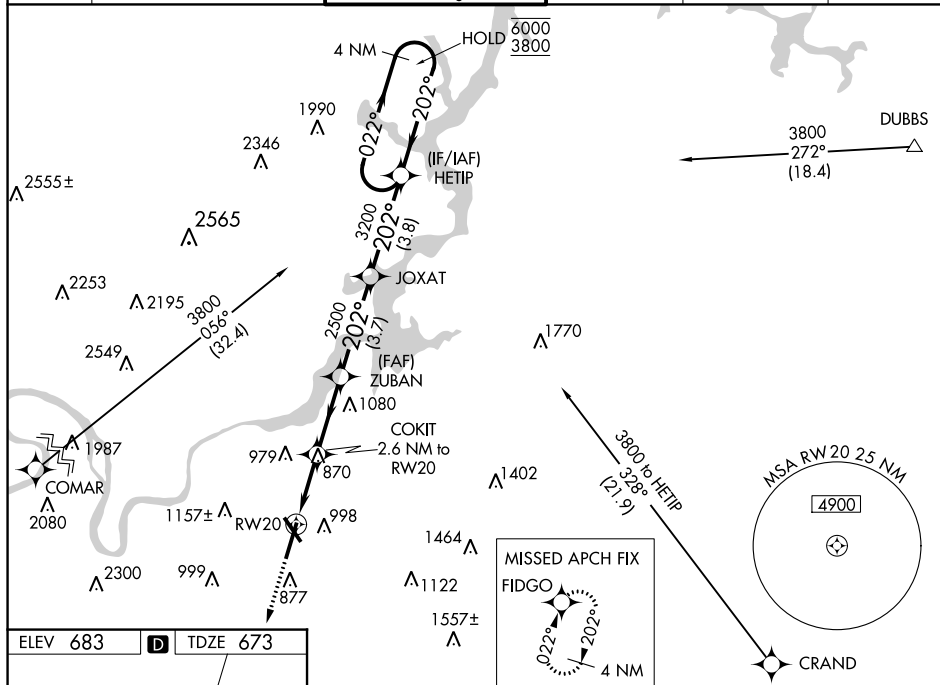 4 NM
HOLD
6000
3800
022°
202°
1990
2346
(IF/IAF)
HETIP
DUBBS
3800
272°
(18.4)
2555±
2565
3200
202°
(3.8)
JOXAT
2253
2195
3800
056°
(32.4)
2500
202°
(3.7)
2549
1770
(FAF)
ZUBAN
1080
COKIT
2.6 NM to
RW20
979
870
1987
COMAR
2080
3800 to HETIP
328°
(21.9)
1402
MSA RW 20 25 NM
4900
1157±
RW20
998
1464
2300
999
877
1122
1557±
MISSED APCH FIX
FIDGO
022°
202°
4 NM
CRAND
ELEV 683
D
TDZE 673